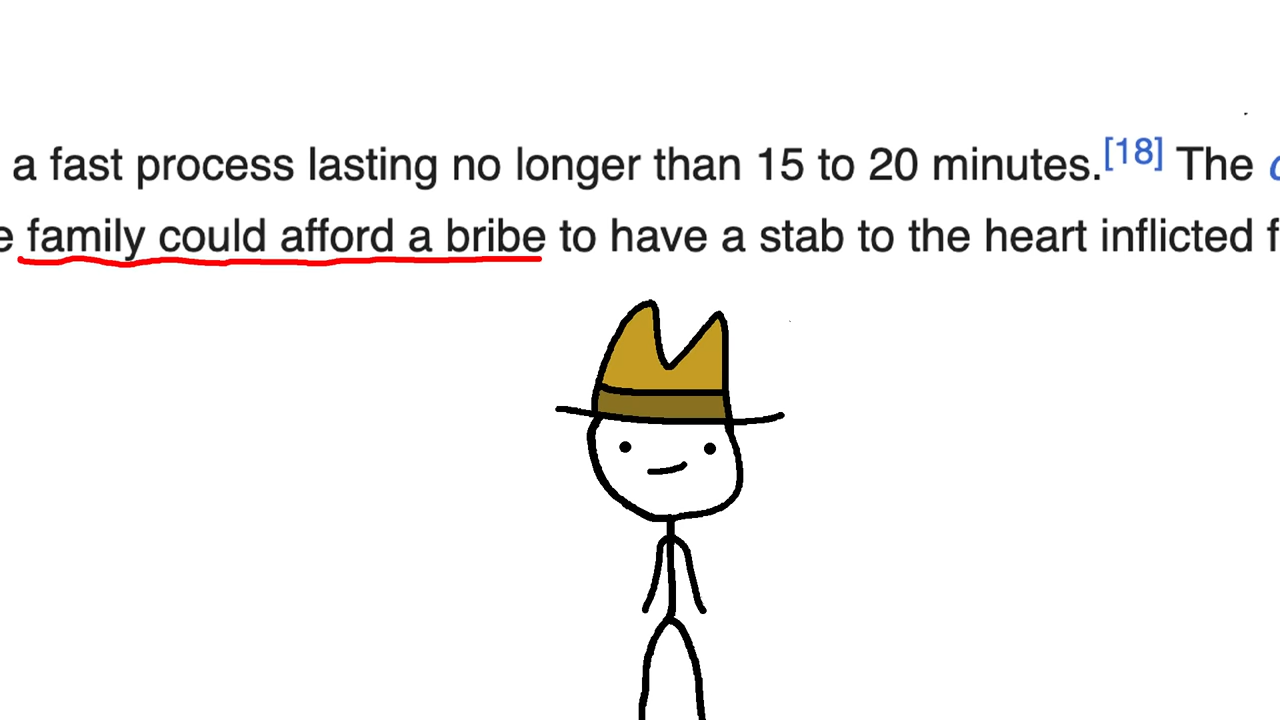 a fast process lasting no longer than 15 to 20 minutes.[18] The
family could afford a bribe to have a stab to the heart inflicted